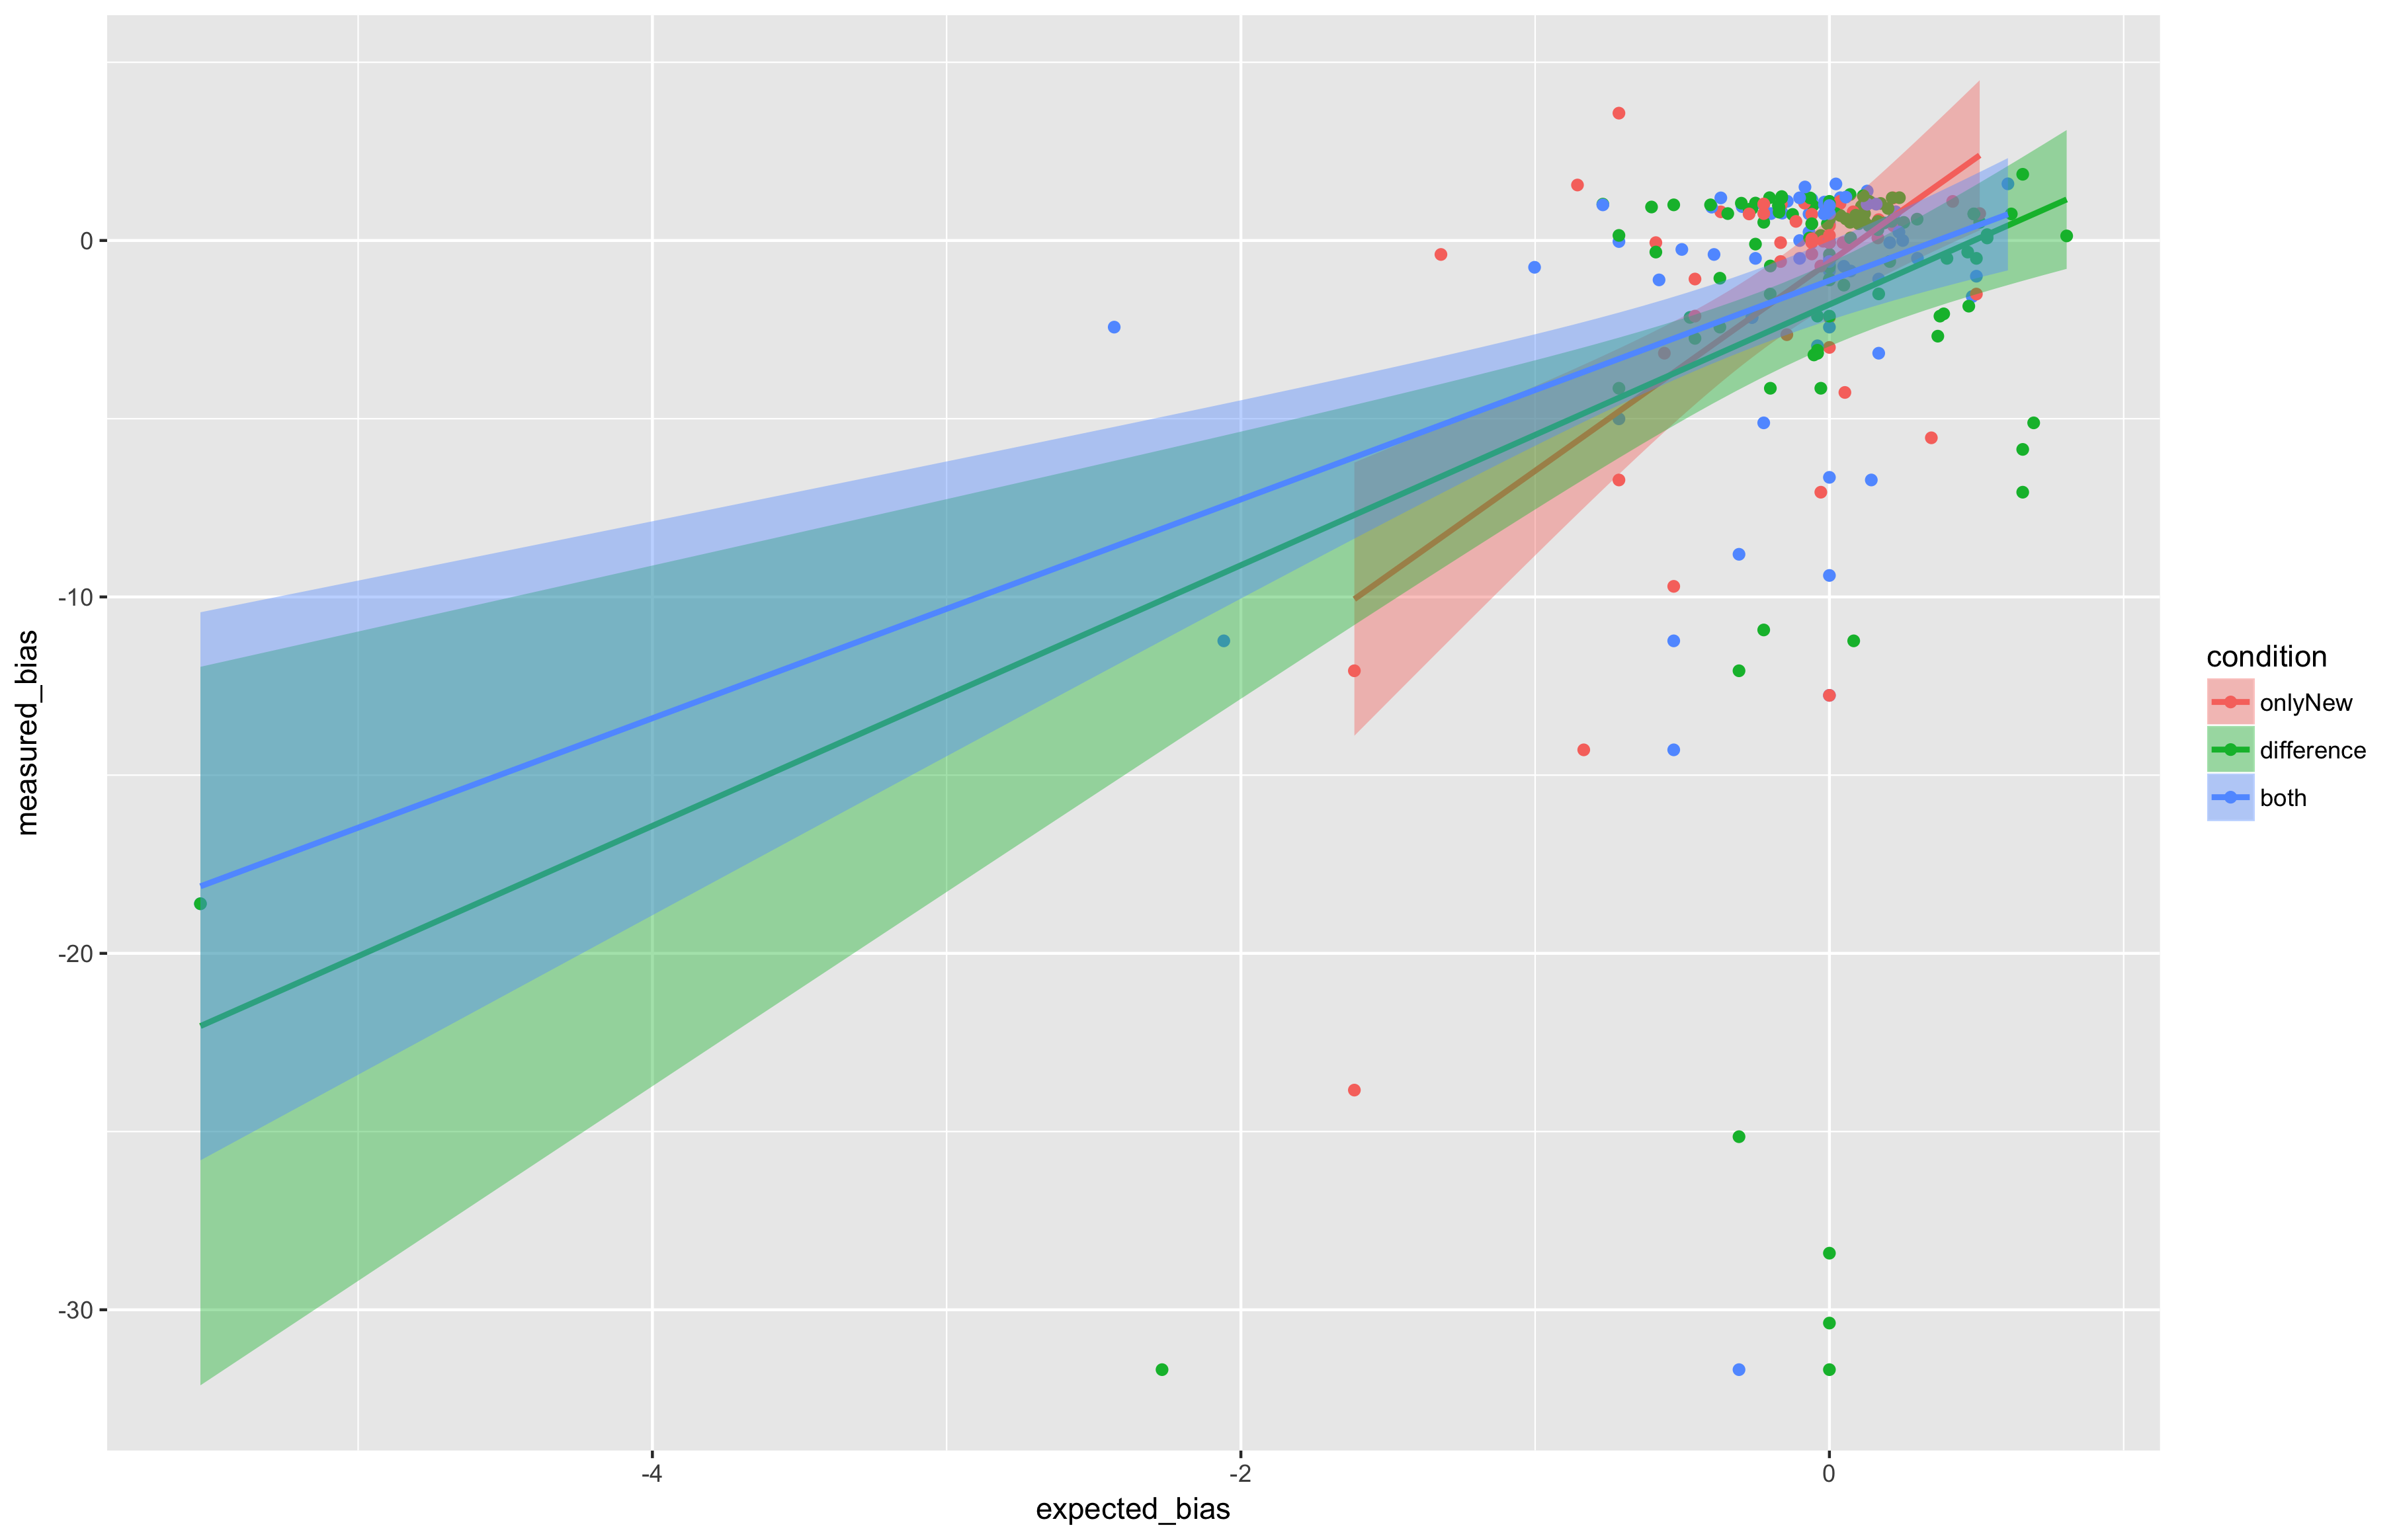 0
-10
-20
-30
measured_bias
-4
-2
0
expected_bias
condition
onlyNew
difference
both